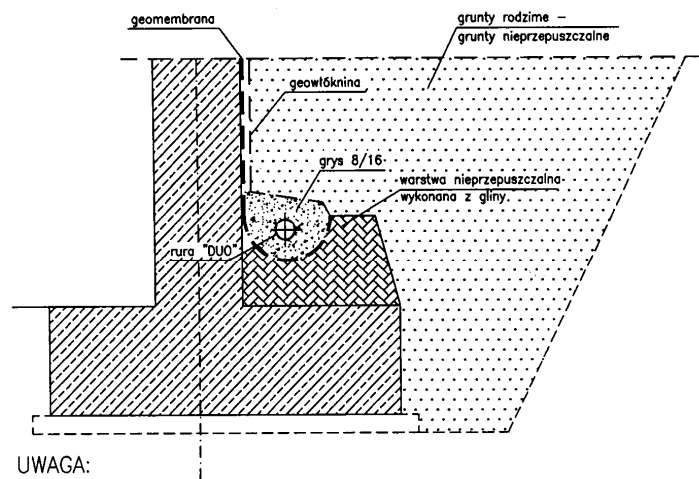 geomembrana
grunty rodzime –
grunty nieprzepuszczalne
geowłóknina
grys 8/16
warstwa nieprzepuszczalna
wykonana z gliny
rura "DUO"
UWAGA: